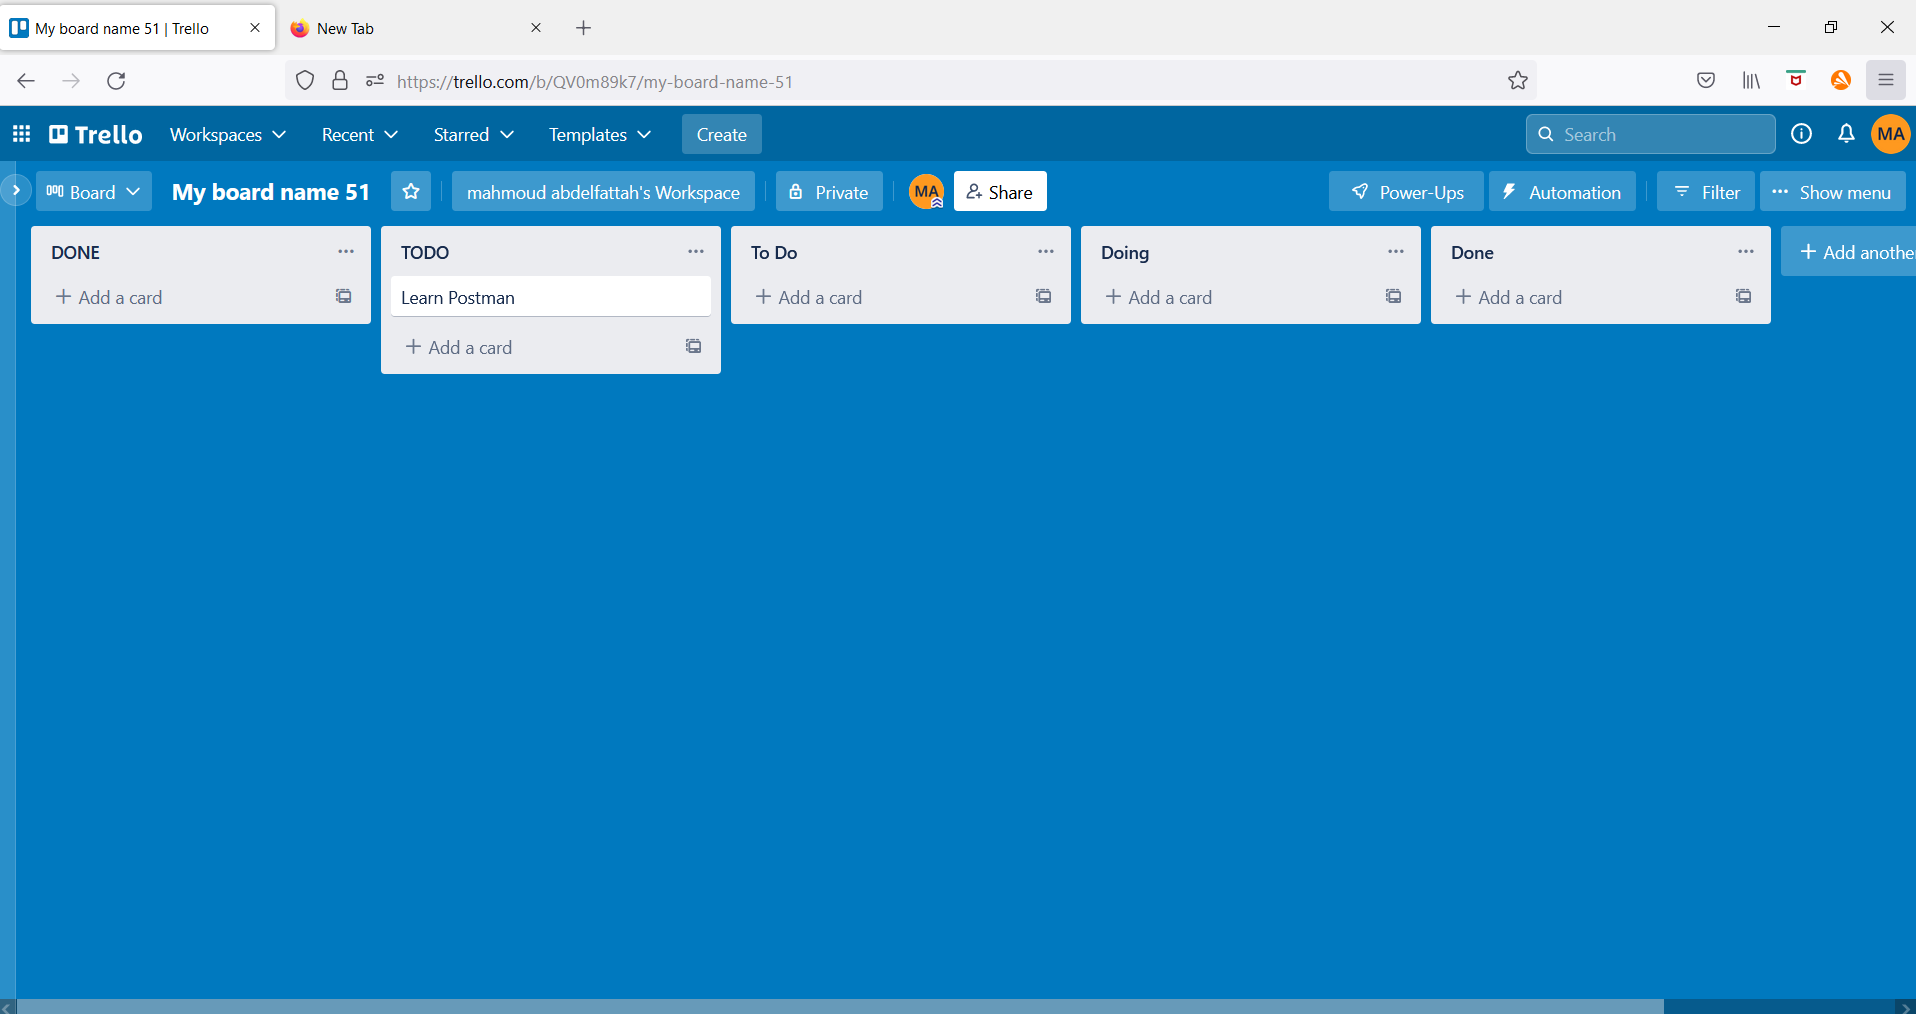 My board name 51 | Trello
New Tab
https://trello.com/b/QV0m89k7/my-board-name-51
Trello
Workspaces
Recent
Starred
Templates
Create
Search
MA
Board
My board name 51
mahmoud abdelfattah's Workspace
Private
MA
Share
Power-Ups
Automation
Filter
Show menu
DONE
Add a card
TODO
Learn Postman
Add a card
To Do
Add a card
Doing
Add a card
Done
Add a card
Add anothe